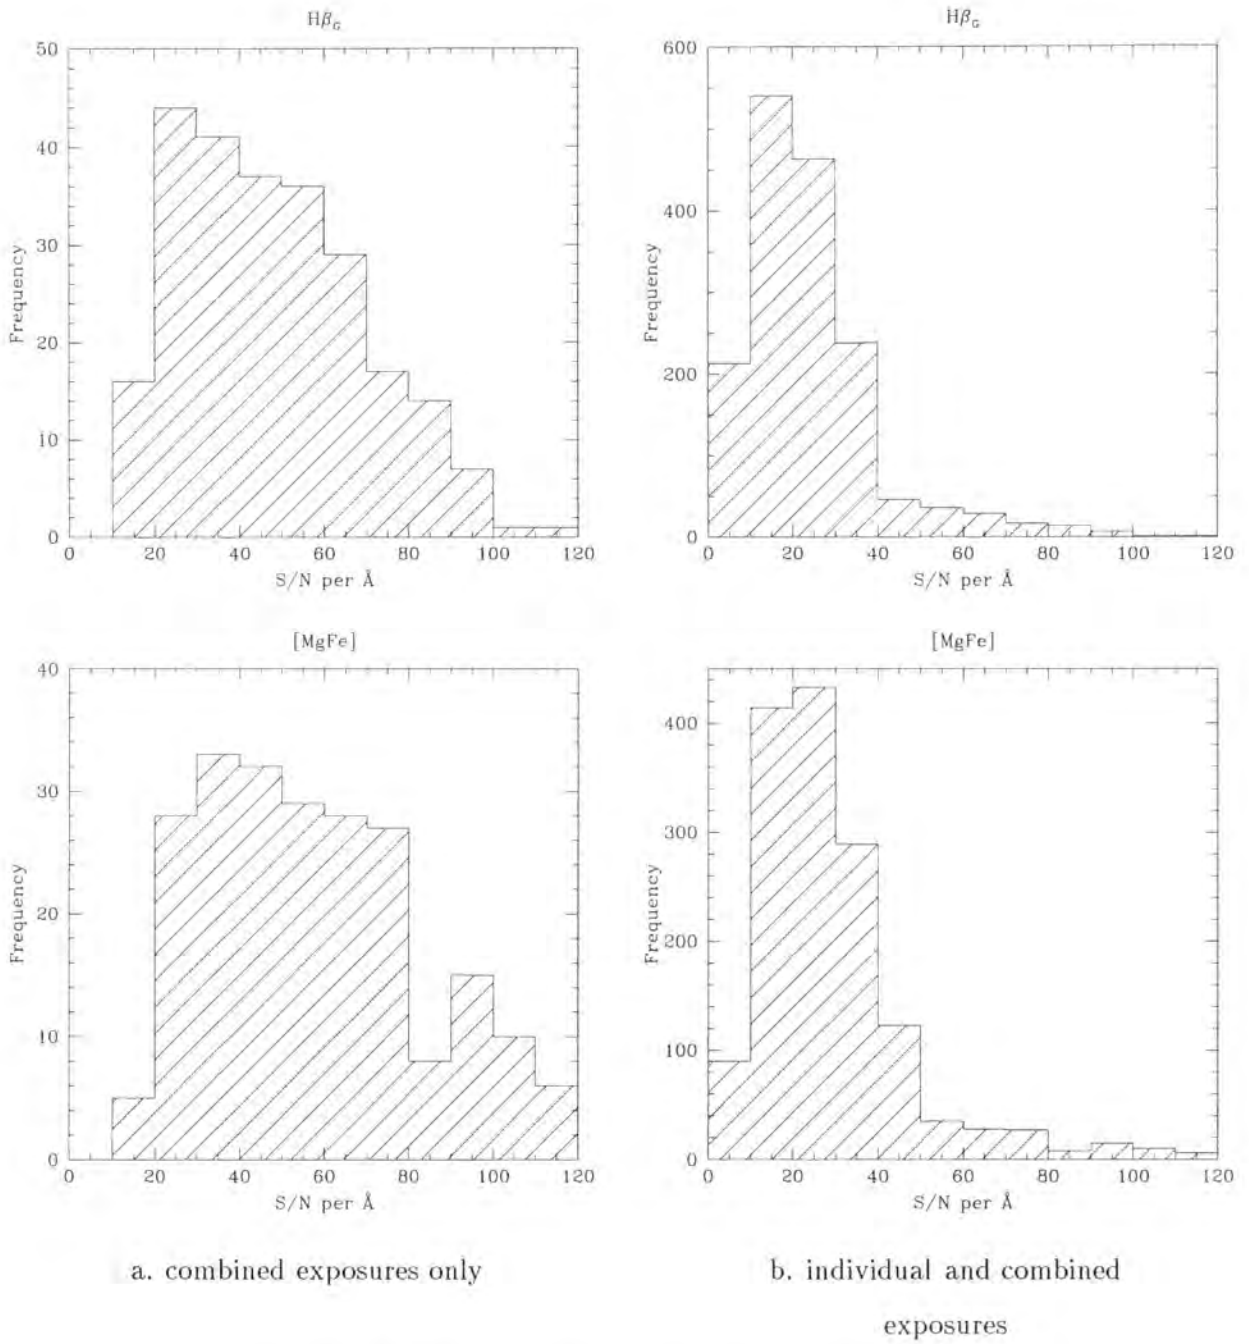 Hβ_G
50
40
30
20
10
0
Frequency
0 20 40 60 80 100 120
S/N per Å
Hβ_G
600
400
200
0
Frequency
0 20 40 60 80 100 120
S/N per Å
[MgFe]
40
30
20
10
0
Frequency
0 20 40 60 80 100 120
S/N per Å
[MgFe]
400
300
200
100
0
Frequency
0 20 40 60 80 100 120
S/N per Å
a. combined exposures only
b. individual and combined
exposures